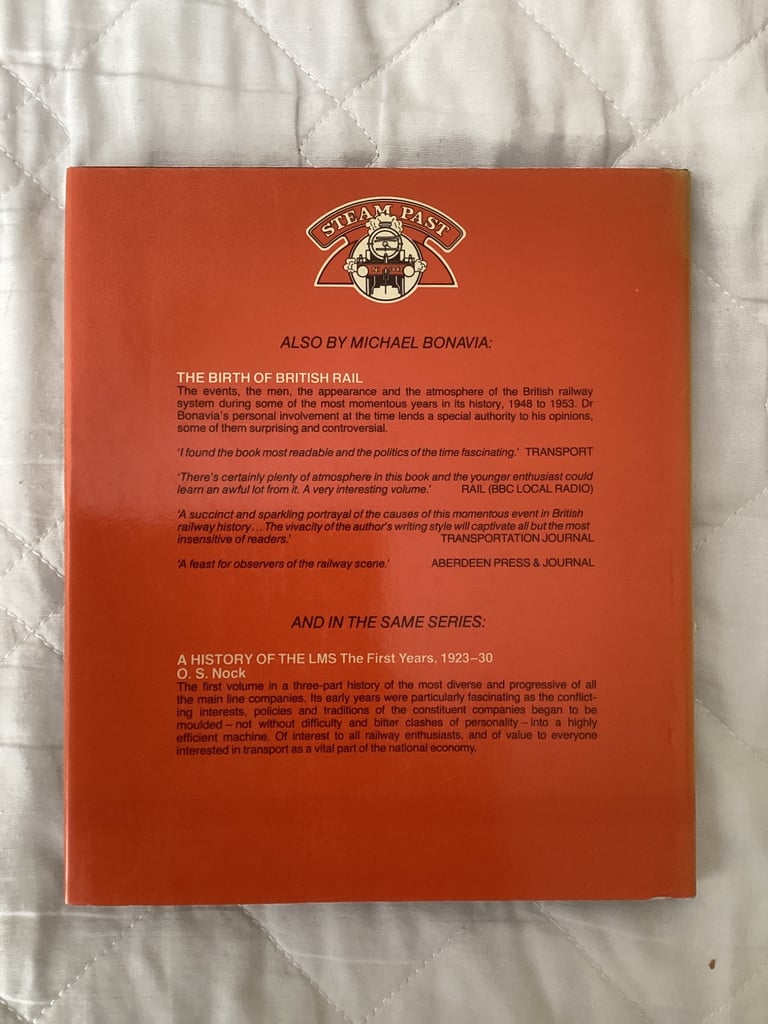 STEAM PAST
ALSO BY MICHAEL BONAVIA:
THE BIRTH OF BRITISH RAIL
The events, the men, the appearance and the atmosphere of the British railway
system during some of the most momentous years in its history, 1948 to 1953. Dr
Bonavia's personal involvement at the time lends a special authority to his opinions,
some of them surprising and controversial.
'I found the book most readable and the politics of the time fascinating.' TRANSPORT
'There's certainly plenty of atmosphere in this book and the younger enthusiast could
learn an awful lot from it. A very interesting volume.' RAIL (BBC LOCAL RADIO)
'A succinct and sparkling portrayal of the causes of this momentous event in British
railway history... The vivacity of the author's writing style will captivate all but the most
insensitive of readers.' TRANSPORTATION JOURNAL
'A feast for observers of the railway scene.' ABERDEEN PRESS & JOURNAL
AND IN THE SAME SERIES:
A HISTORY OF THE LMS The First Years, 1923–30
O. S. Nock
The first volume in a three-part history of the most diverse and progressive of all
the main line companies. Its early years were particularly fascinating as the conflict-
ing interests, policies and traditions of the constituent companies began to be
moulded – not without difficulty and bitter clashes of personality – into a highly
efficient machine. Of interest to all railway enthusiasts, and of value to everyone
interested in transport as a vital part of the national economy.